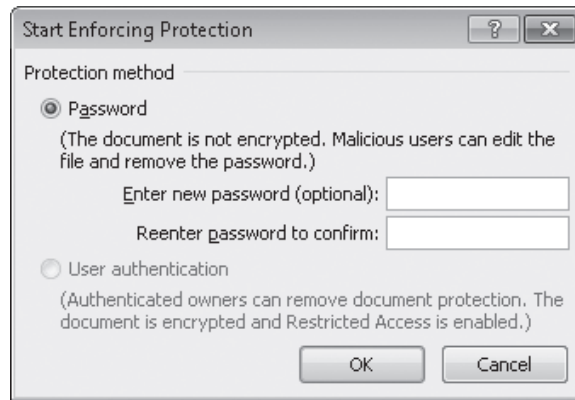 Start Enforcing Protection
Protection method
Password
(The document is not encrypted. Malicious users can edit the
file and remove the password.)
Enter new password (optional):
Reenter password to confirm:
User authentication
(Authenticated owners can remove document protection. The
document is encrypted and Restricted Access is enabled.)
OK Cancel